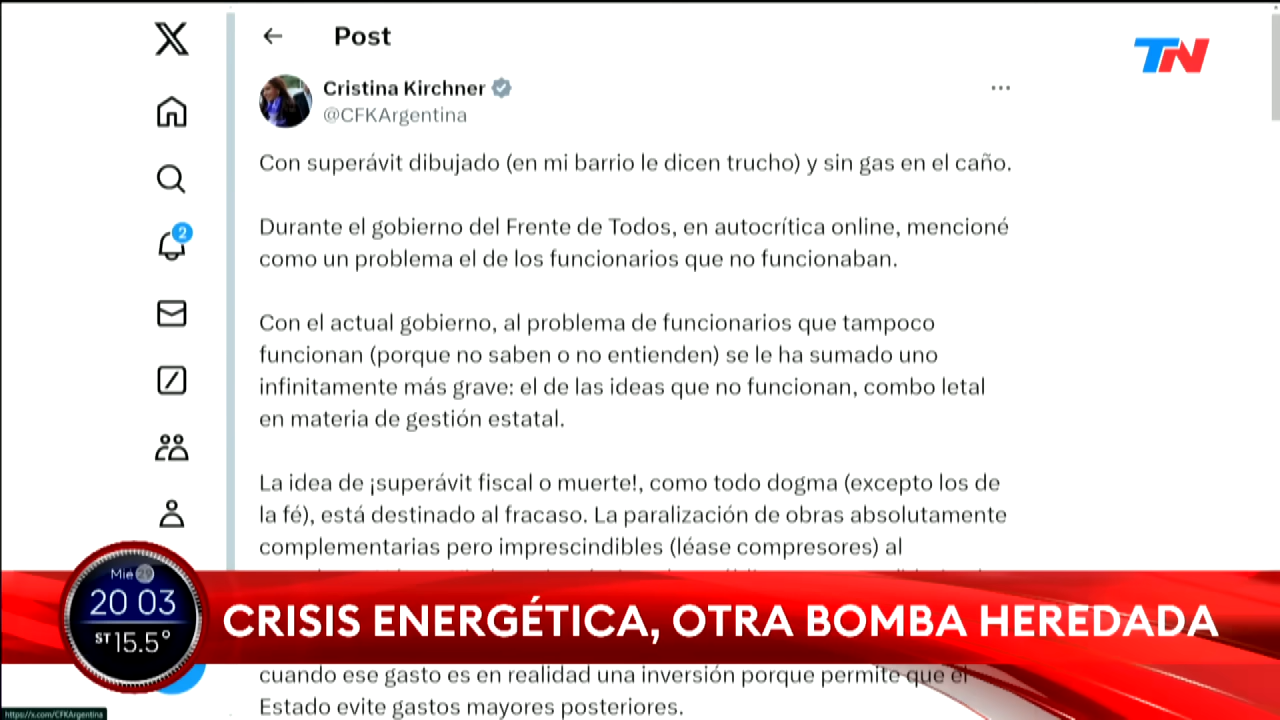 Post
TN
Cristina Kirchner
@CFKArgentina
Con superávit dibujado (en mi barrio le dicen trucho) y sin gas en el caño.
Durante el gobierno del Frente de Todos, en autocrítica online, mencioné
como un problema el de los funcionarios que no funcionaban.
Con el actual gobierno, al problema de funcionarios que tampoco
funcionan (porque no saben o no entienden) se le ha sumado uno
infinitamente más grave: el de las ideas que no funcionan, combo letal
en materia de gestión estatal.
La idea de ¡superávit fiscal o muerte!, como todo dogma (excepto los de
la fé), está destinado al fracaso. La paralización de obras absolutamente
complementarias pero imprescindibles (léase compresores) al
2
Mié 29
20 03
ST 15.5°
CRISIS ENERGÉTICA, OTRA BOMBA HEREDADA
cuando ese gasto es en realidad una inversión porque permite que el
Estado evite gastos mayores posteriores.
https://x.com/CFKArgentina